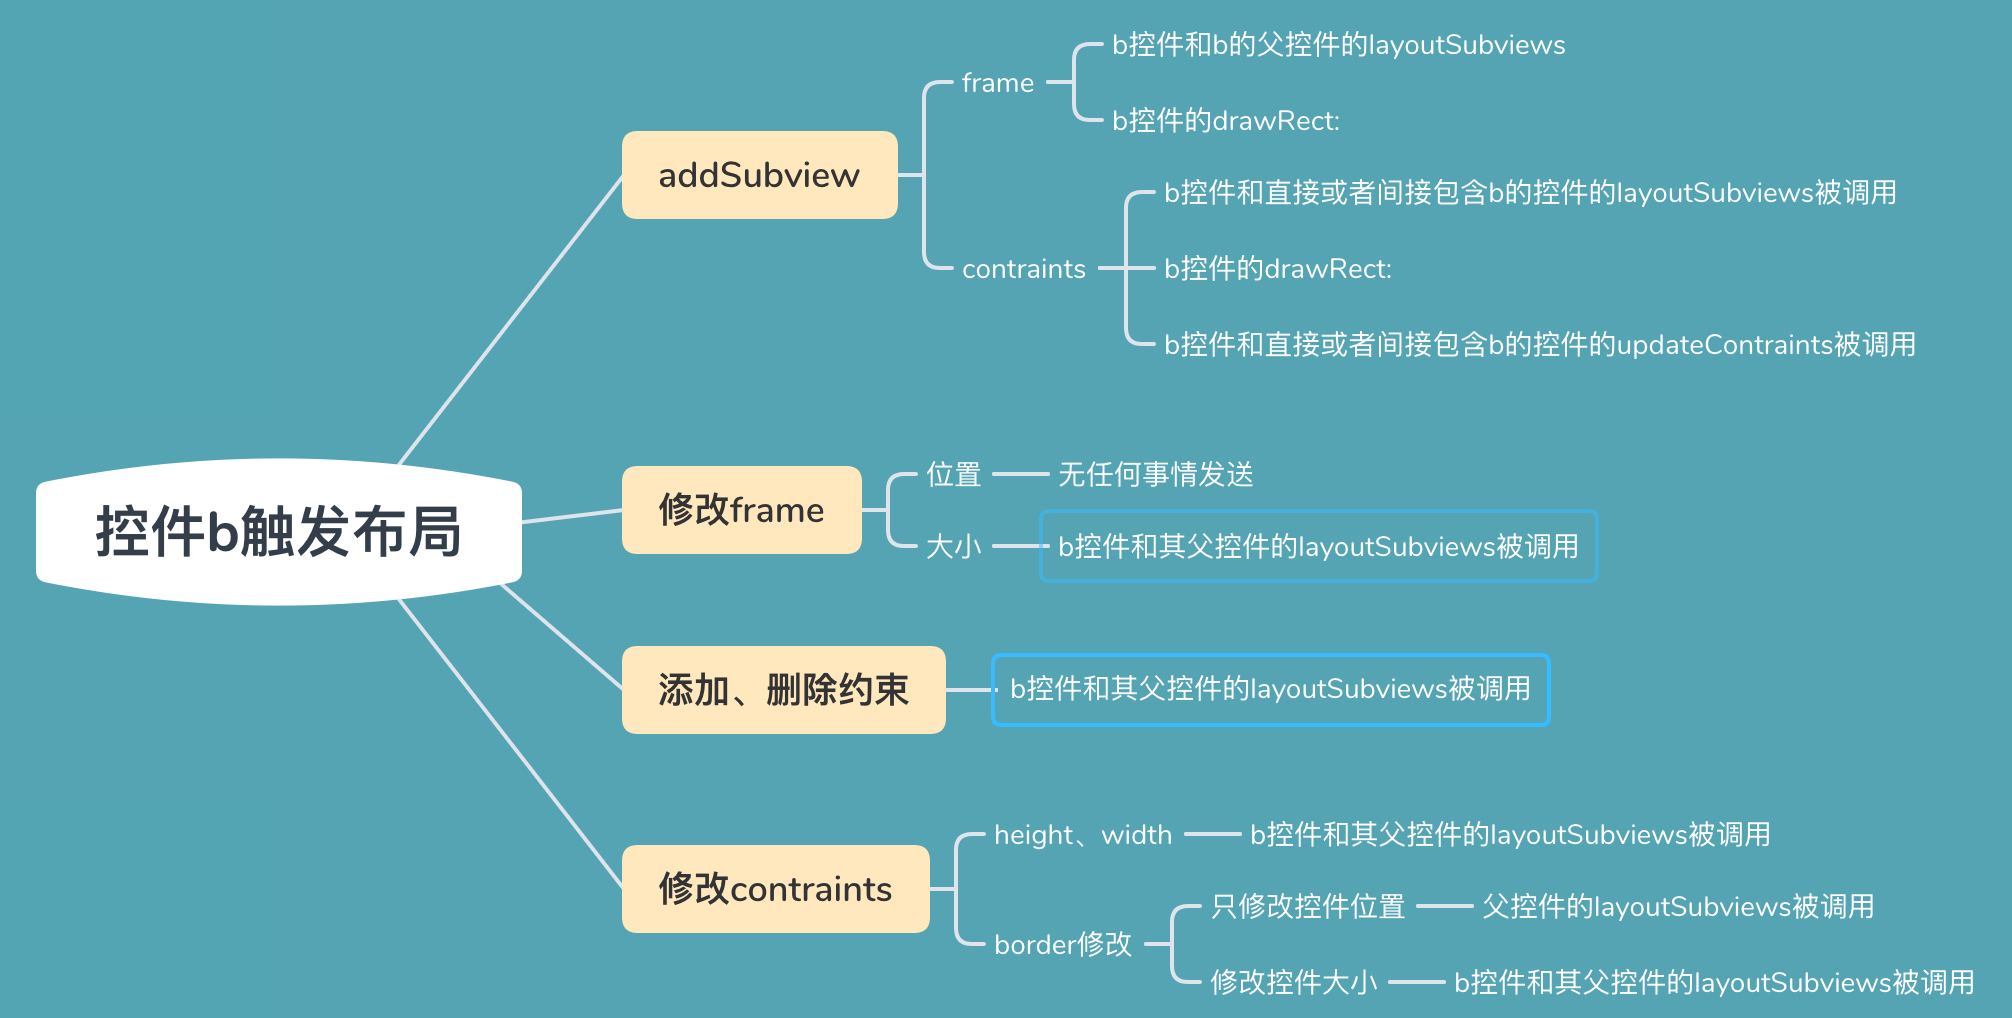 控件b触发布局
addSubview
frame
b控件和b的父控件的layoutSubviews
b控件的drawRect:
contraints
b控件和直接或者间接包含b的控件的layoutSubviews被调用
b控件的drawRect:
b控件和直接或者间接包含b的控件的updateContraints被调用
修改frame
位置
无任何事情发送
大小
b控件和其父控件的layoutSubviews被调用
添加、删除约束
b控件和其父控件的layoutSubviews被调用
修改contraints
height、width
b控件和其父控件的layoutSubviews被调用
border修改
只修改控件位置
父控件的layoutSubviews被调用
修改控件大小
b控件和其父控件的layoutSubviews被调用